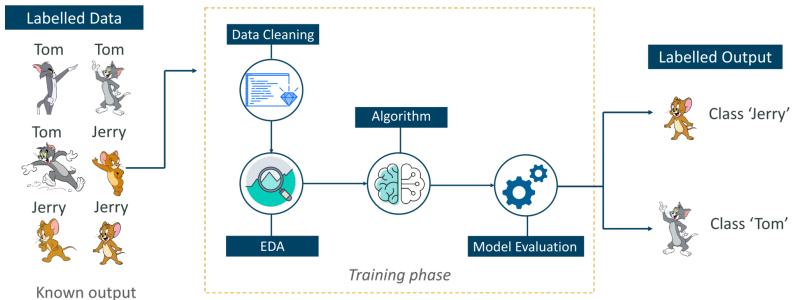 Labelled Data
Tom Tom
Tom Jerry
Jerry Jerry
Known output
Data Cleaning
EDA
Algorithm
Model Evaluation
Training phase
Labelled Output
Class ‘Jerry’
Class ‘Tom’